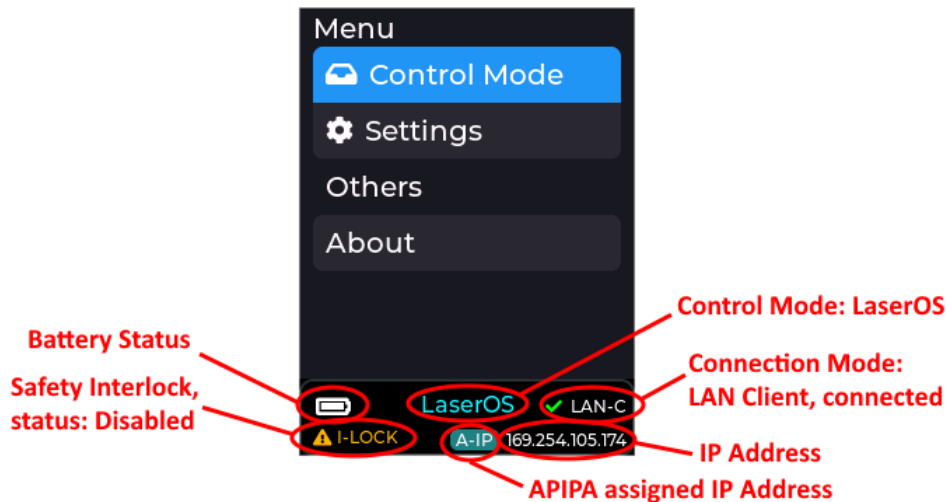 Menu
Control Mode
Settings
Others
About
Control Mode: LaserOS
Battery Status
Connection Mode:
LAN Client, connected
Safety Interlock,
status: Disabled
LaserOS
LAN-C
I-LOCK
A-IP
169.254.105.174
IP Address
APIPA assigned IP Address